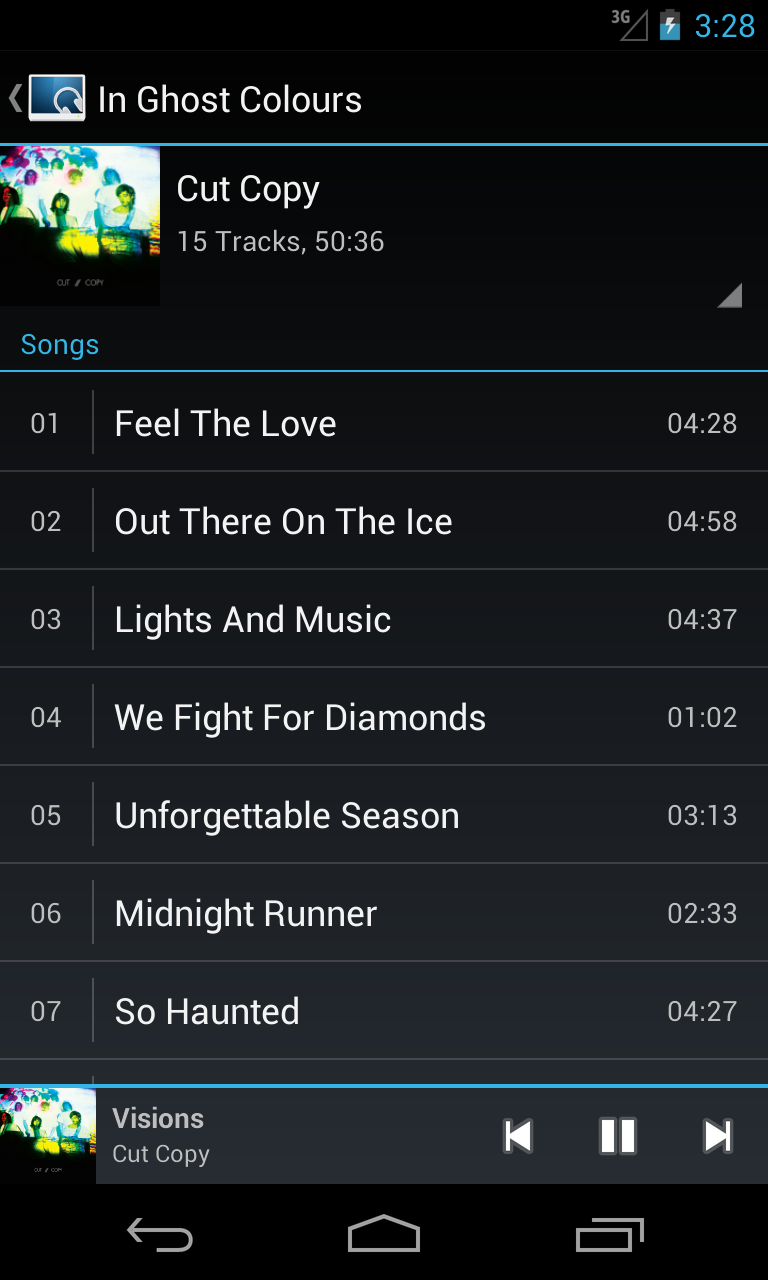 3G 3:28
In Ghost Colours
Cut Copy
15 Tracks, 50:36
CUT // COPY
Songs
01 Feel The Love 04:28
02 Out There On The Ice 04:58
03 Lights And Music 04:37
04 We Fight For Diamonds 01:02
05 Unforgettable Season 03:13
06 Midnight Runner 02:33
07 So Haunted 04:27
Visions
Cut Copy
CUT // COPY